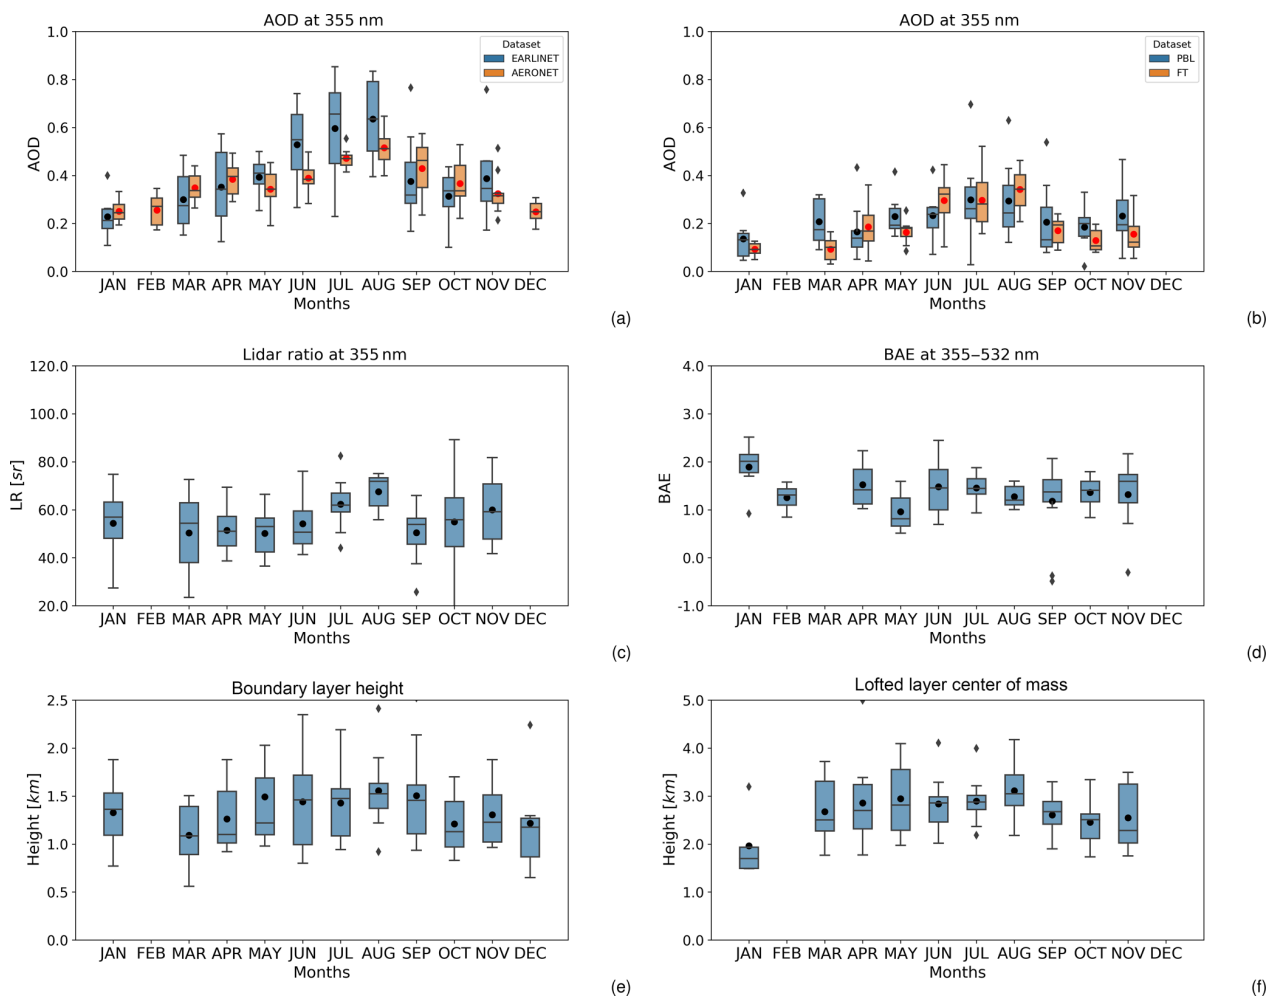 AOD at 355 nm
1.0
0.8
0.6
0.4
0.2
0.0
AOD
Dataset
EARLINET
AERONET
JAN FEB MAR APR MAY JUN JUL AUG SEP OCT NOV DEC
Months
(a)
AOD at 355 nm
1.0
0.8
0.6
0.4
0.2
0.0
AOD
Dataset
PBL
FT
JAN FEB MAR APR MAY JUN JUL AUG SEP OCT NOV DEC
Months
(b)
Lidar ratio at 355 nm
120.0
100.0
80.0
60.0
40.0
20.0
LR [sr]
JAN FEB MAR APR MAY JUN JUL AUG SEP OCT NOV DEC
Months
(c)
BAE at 355–532 nm
4.0
3.0
2.0
1.0
0.0
-1.0
BAE
JAN FEB MAR APR MAY JUN JUL AUG SEP OCT NOV DEC
Months
(d)
Boundary layer height
2.5
2.0
1.5
1.0
0.5
0.0
Height [km]
JAN FEB MAR APR MAY JUN JUL AUG SEP OCT NOV DEC
Months
(e)
Lofted layer center of mass
5.0
4.0
3.0
2.0
1.0
0.0
Height [km]
JAN FEB MAR APR MAY JUN JUL AUG SEP OCT NOV DEC
Months
(f)